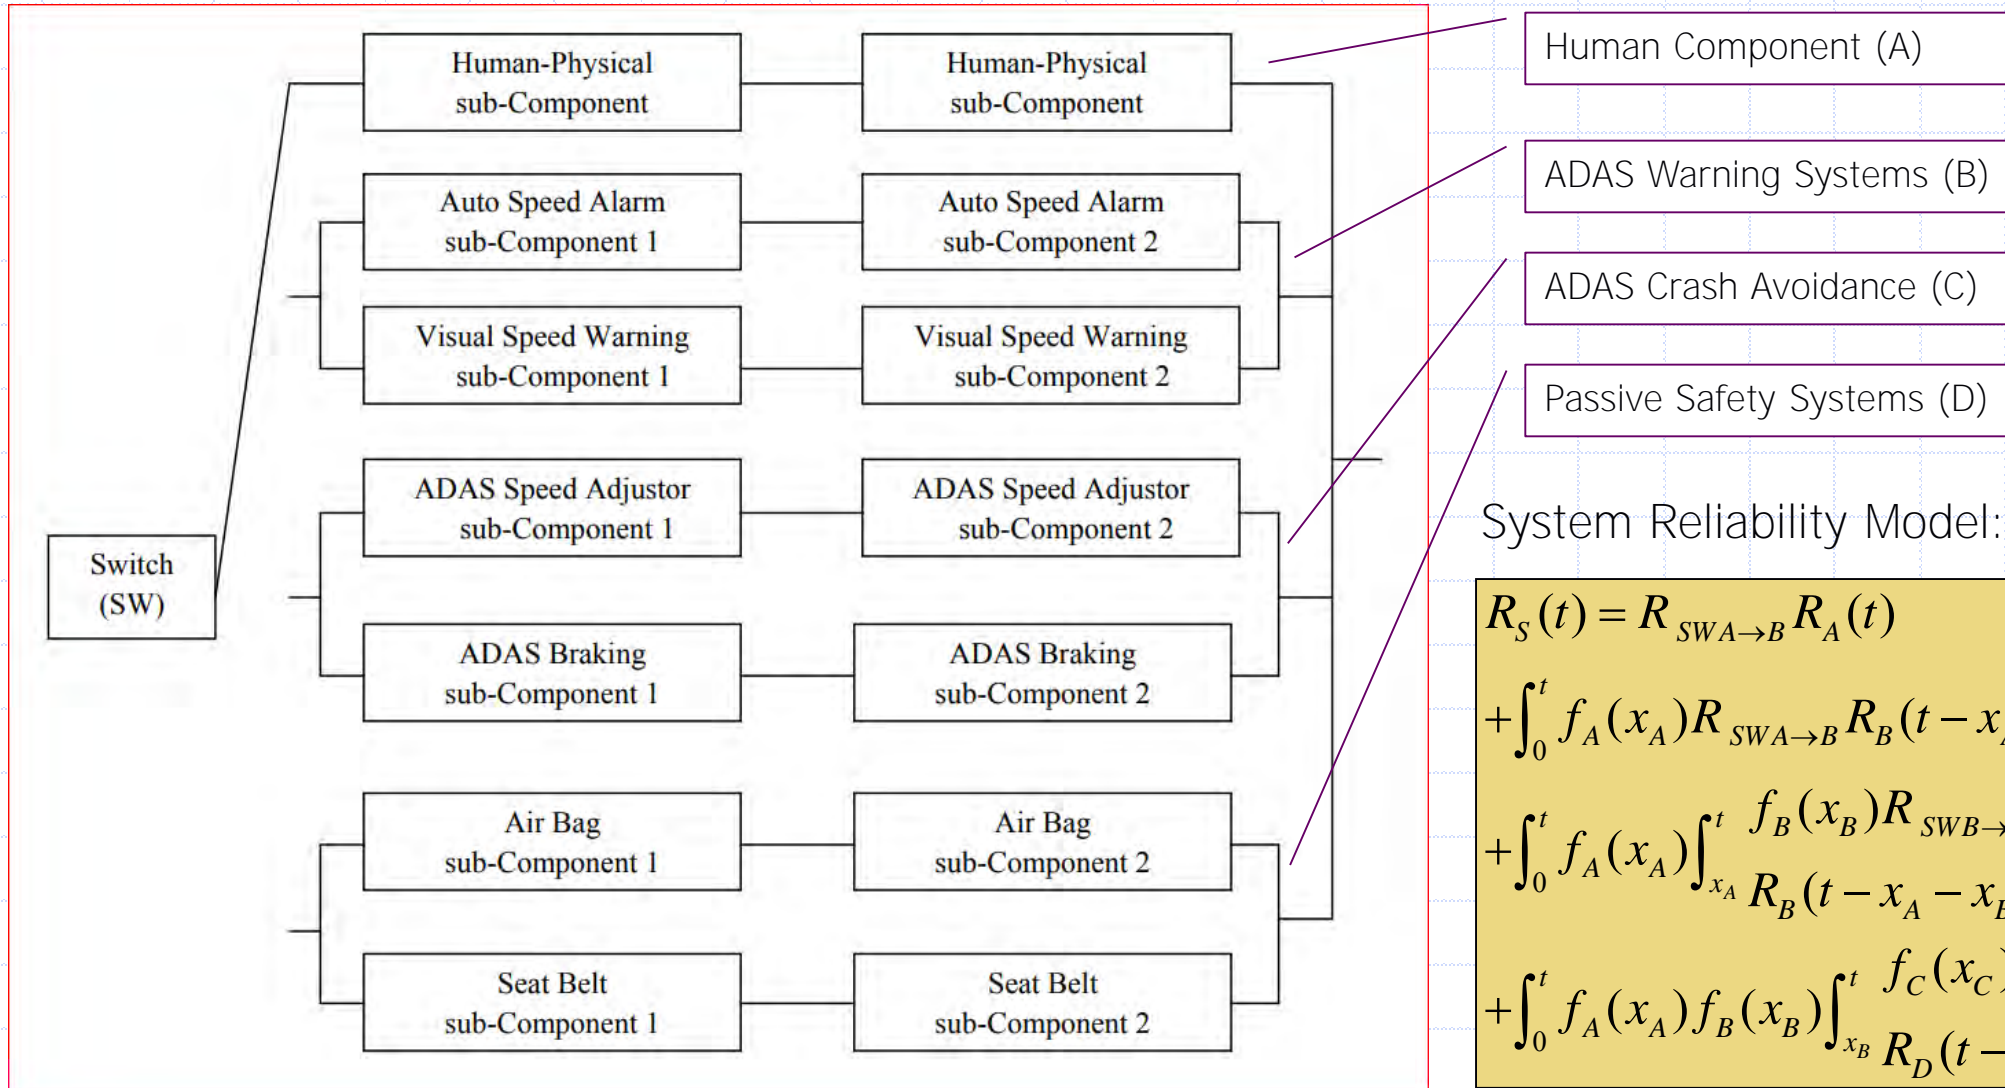 Human-Physical
sub-Component
Human-Physical
sub-Component
Auto Speed Alarm
sub-Component 1
Auto Speed Alarm
sub-Component 2
Visual Speed Warning
sub-Component 1
Visual Speed Warning
sub-Component 2
ADAS Speed Adjustor
sub-Component 1
ADAS Speed Adjustor
sub-Component 2
Switch
(SW)
ADAS Braking
sub-Component 1
ADAS Braking
sub-Component 2
Air Bag
sub-Component 1
Air Bag
sub-Component 2
Seat Belt
sub-Component 1
Seat Belt
sub-Component 2
Human Component (A)
ADAS Warning Systems (B)
ADAS Crash Avoidance (C)
Passive Safety Systems (D)
System Reliability Model:
R_S(t) = R_{SWA→B} R_A(t)
+∫_0^t f_A(x_A) R_{SWA→B} R_B(t − x_A
+∫_0^t f_A(x_A) ∫_{x_A}^t f_B(x_B) R_{SWB→
R_B(t − x_A − x_B
+∫_0^t f_A(x_A) f_B(x_B) ∫_{x_B}^t f_C(x_C)
R_D(t −